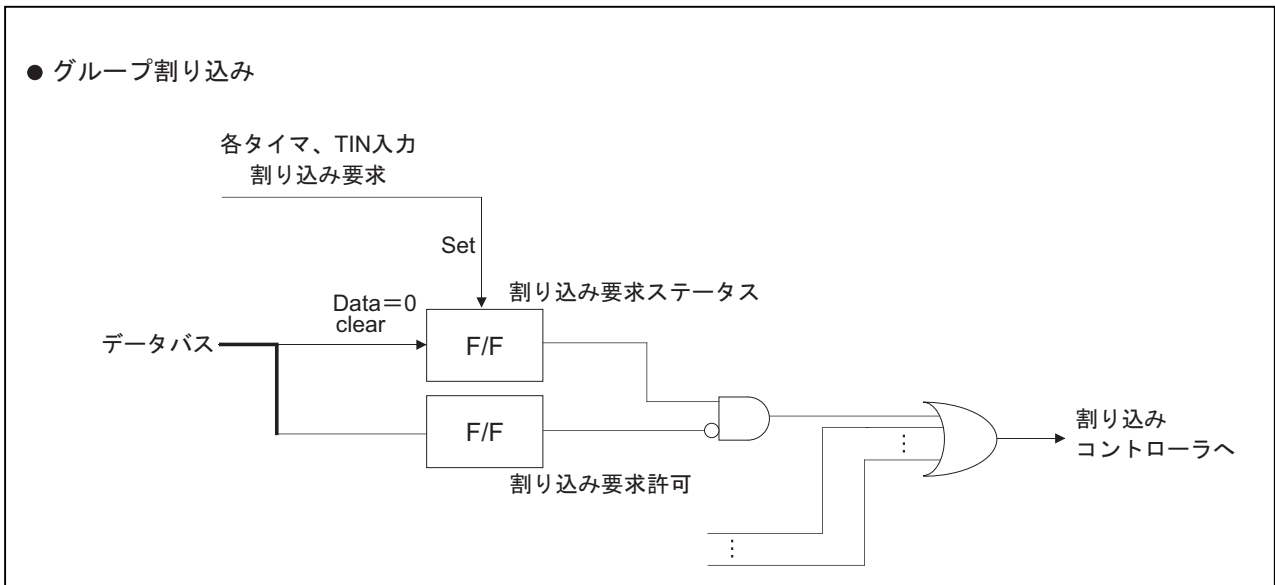 ● グループ割り込み
各タイマ、TIN入力
割り込み要求
Set
割り込み要求ステータス
Data＝0
clear
データバス
F/F
F/F
割り込み要求許可
割り込み
コントローラへ